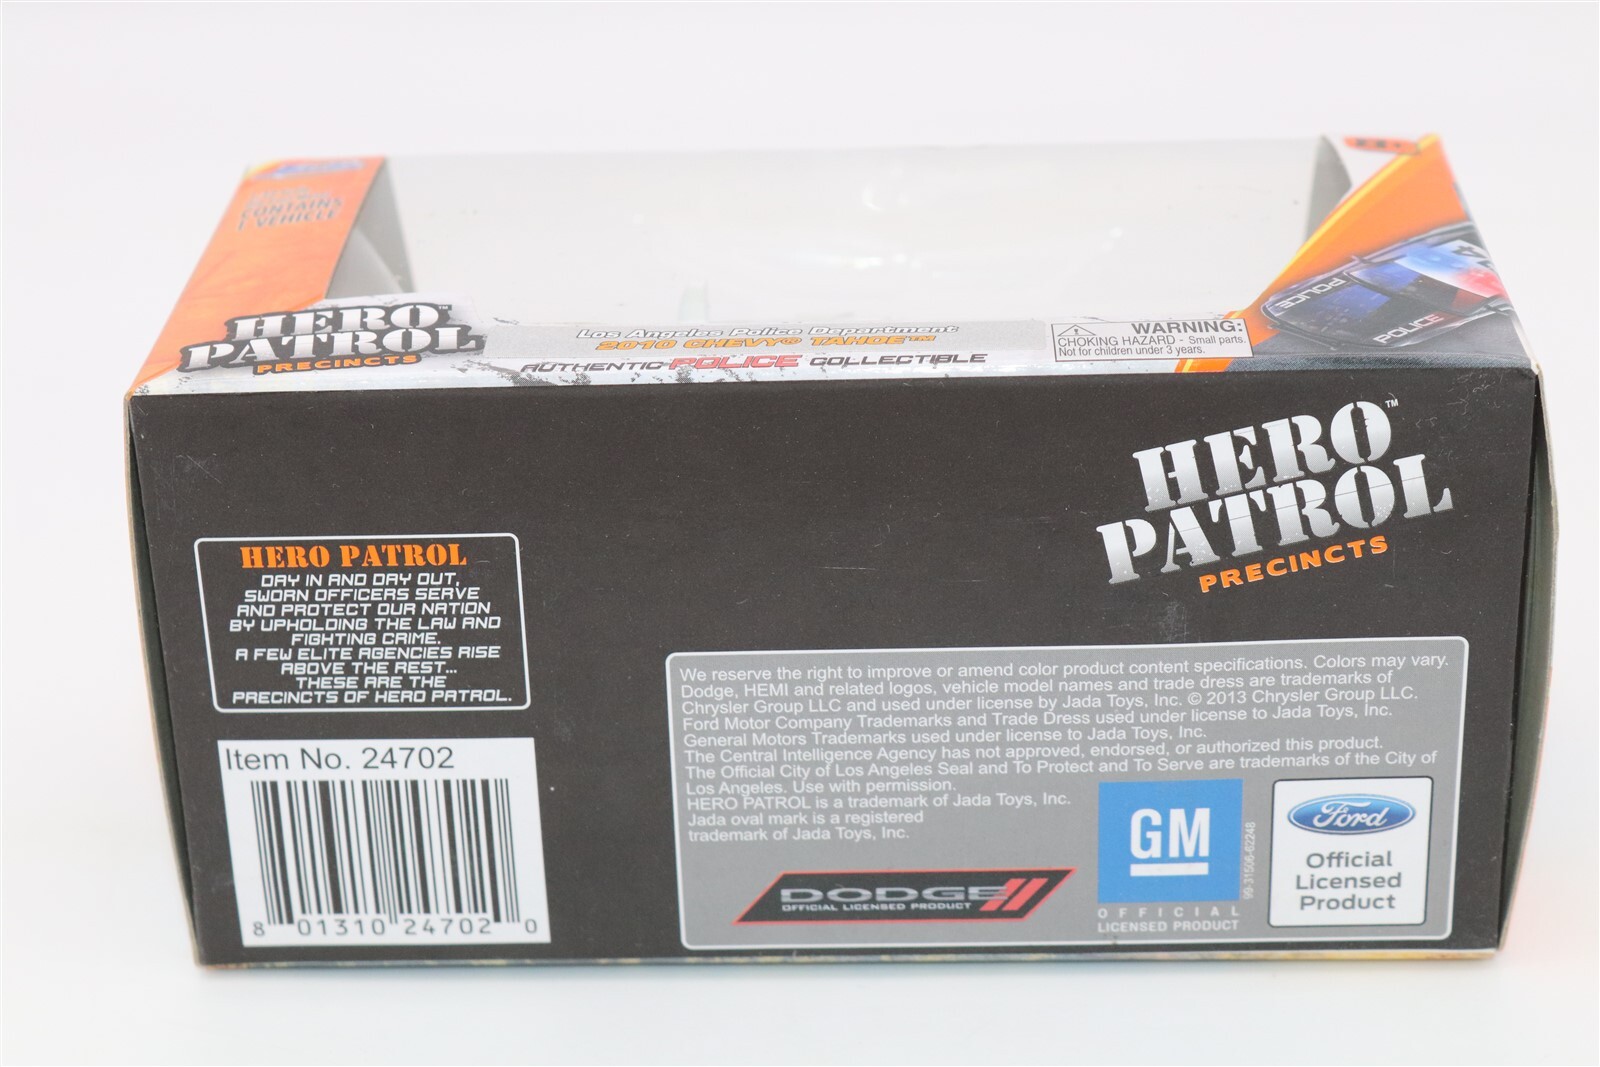 CONTAINS
1 VEHICLE
HERO
PATROL™
PRECINCTS
Los Angeles Police Department
2010 CHEVY® TAHOE™
AUTHENTIC POLICE COLLECTIBLE
WARNING:
CHOKING HAZARD - Small parts.
Not for children under 3 years.
POLICE
POLICE
HERO™
PATROL
PRECINCTS
HERO PATROL
DAY IN AND DAY OUT,
SWORN OFFICERS SERVE
AND PROTECT OUR NATION
BY UPHOLDING THE LAW AND
FIGHTING CRIME.
A FEW ELITE AGENCIES RISE
ABOVE THE REST...
THESE ARE THE
PRECINCTS OF HERO PATROL.
Item No. 24702
8 01310 24702 0
We reserve the right to improve or amend color product content specifications. Colors may vary.
Dodge, HEMI and related logos, vehicle model names and trade dress are trademarks of
Chrysler Group LLC and used under license by Jada Toys, Inc. © 2013 Chrysler Group LLC.
Ford Motor Company Trademarks and Trade Dress used under license to Jada Toys, Inc.
General Motors Trademarks used under license to Jada Toys, Inc.
The Central Intelligence Agency has not approved, endorsed, or authorized this product.
The Official City of Los Angeles Seal and To Protect and To Serve are trademarks of the City of
Los Angeles. Use with permission.
HERO PATROL is a trademark of Jada Toys, Inc.
Jada oval mark is a registered
trademark of Jada Toys, Inc.
DODGE
OFFICIAL LICENSED PRODUCT
GM
OFFICIAL
LICENSED PRODUCT
99-31506-62248
Ford
Official
Licensed
Product